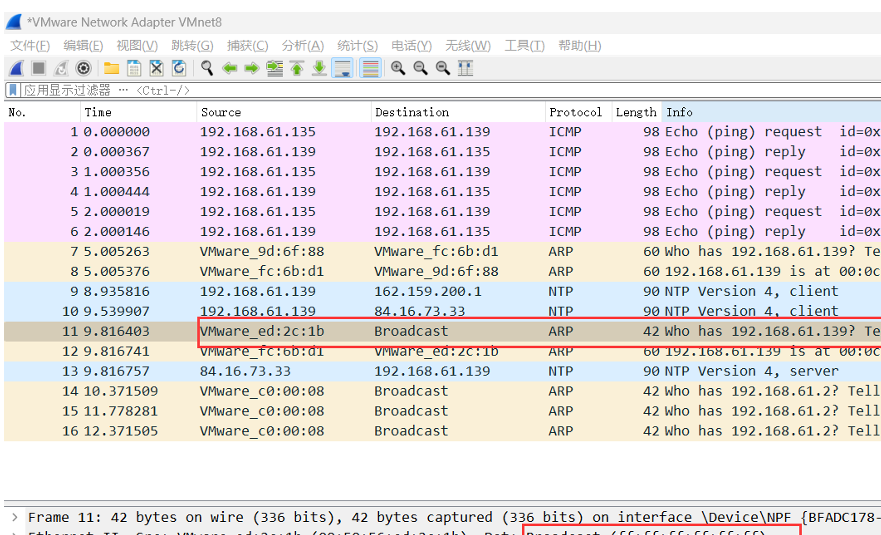 *VMware Network Adapter VMnet8
文件(F) 编辑(E) 视图(V) 跳转(G) 捕获(C) 分析(A) 统计(S) 电话(Y) 无线(W) 工具(T) 帮助(H)
应用显示过滤器 … <Ctrl-/>
No. Time Source Destination Protocol Length Info
1 0.000000 192.168.61.135 192.168.61.139 ICMP 98 Echo (ping) request id=0x
2 0.000367 192.168.61.139 192.168.61.135 ICMP 98 Echo (ping) reply id=0x
3 1.000356 192.168.61.135 192.168.61.139 ICMP 98 Echo (ping) request id=0x
4 1.000444 192.168.61.139 192.168.61.135 ICMP 98 Echo (ping) reply id=0x
5 2.000019 192.168.61.135 192.168.61.139 ICMP 98 Echo (ping) request id=0x
6 2.000146 192.168.61.139 192.168.61.135 ICMP 98 Echo (ping) reply id=0x
7 5.005263 VMware_9d:6f:88 VMware_fc:6b:d1 ARP 60 Who has 192.168.61.139? Te
8 5.005376 VMware_fc:6b:d1 VMware_9d:6f:88 ARP 60 192.168.61.139 is at 00:0c
9 8.935816 192.168.61.139 162.159.200.1 NTP 90 NTP Version 4, client
10 9.539907 192.168.61.139 84.16.73.33 NTP 90 NTP Version 4, client
11 9.816403 VMware_ed:2c:1b Broadcast ARP 42 Who has 192.168.61.139? Te
12 9.816741 VMware_fc:6b:d1 VMware_ed:2c:1b ARP 60 192.168.61.139 is at 00:0c
13 9.816757 84.16.73.33 192.168.61.139 NTP 90 NTP Version 4, server
14 10.371509 VMware_c0:00:08 Broadcast ARP 42 Who has 192.168.61.2? Tell
15 11.778281 VMware_c0:00:08 Broadcast ARP 42 Who has 192.168.61.2? Tell
16 12.371505 VMware_c0:00:08 Broadcast ARP 42 Who has 192.168.61.2? Tell
Frame 11: 42 bytes on wire (336 bits), 42 bytes captured (336 bits) on interface \Device\NPF_{BFADC178-
Ethernet II, Src: VMware_ed:2c:1b (00:50:56:ed:2c:1b), Dst: Broadcast (ff:ff:ff:ff:ff:ff)